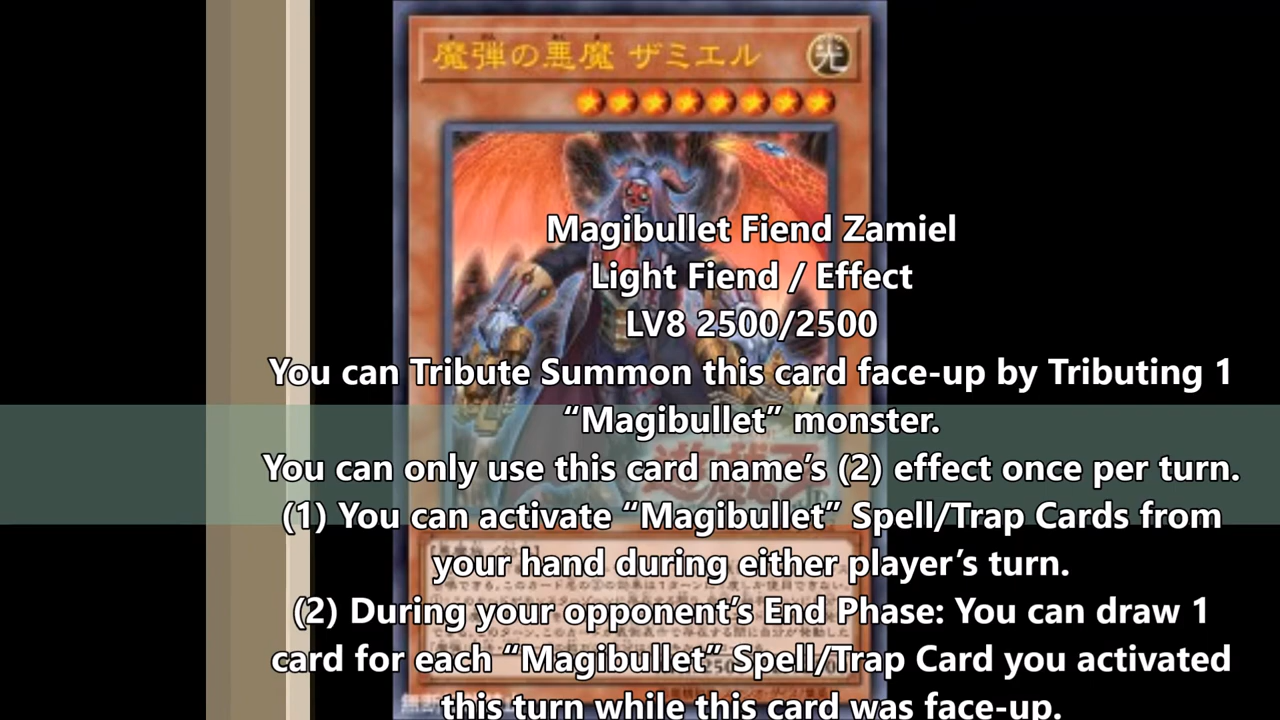 魔弾の悪魔 ザミエル
光
Magibullet Fiend Zamiel
Light Fiend / Effect
LV8 2500/2500
You can Tribute Summon this card face-up by Tributing 1
“Magibullet” monster.
You can only use this card name’s (2) effect once per turn.
(1) You can activate “Magibullet” Spell/Trap Cards from
your hand during either player’s turn.
(2) During your opponent’s End Phase: You can draw 1
card for each “Magibullet” Spell/Trap Card you activated
this turn while this card was face-up.